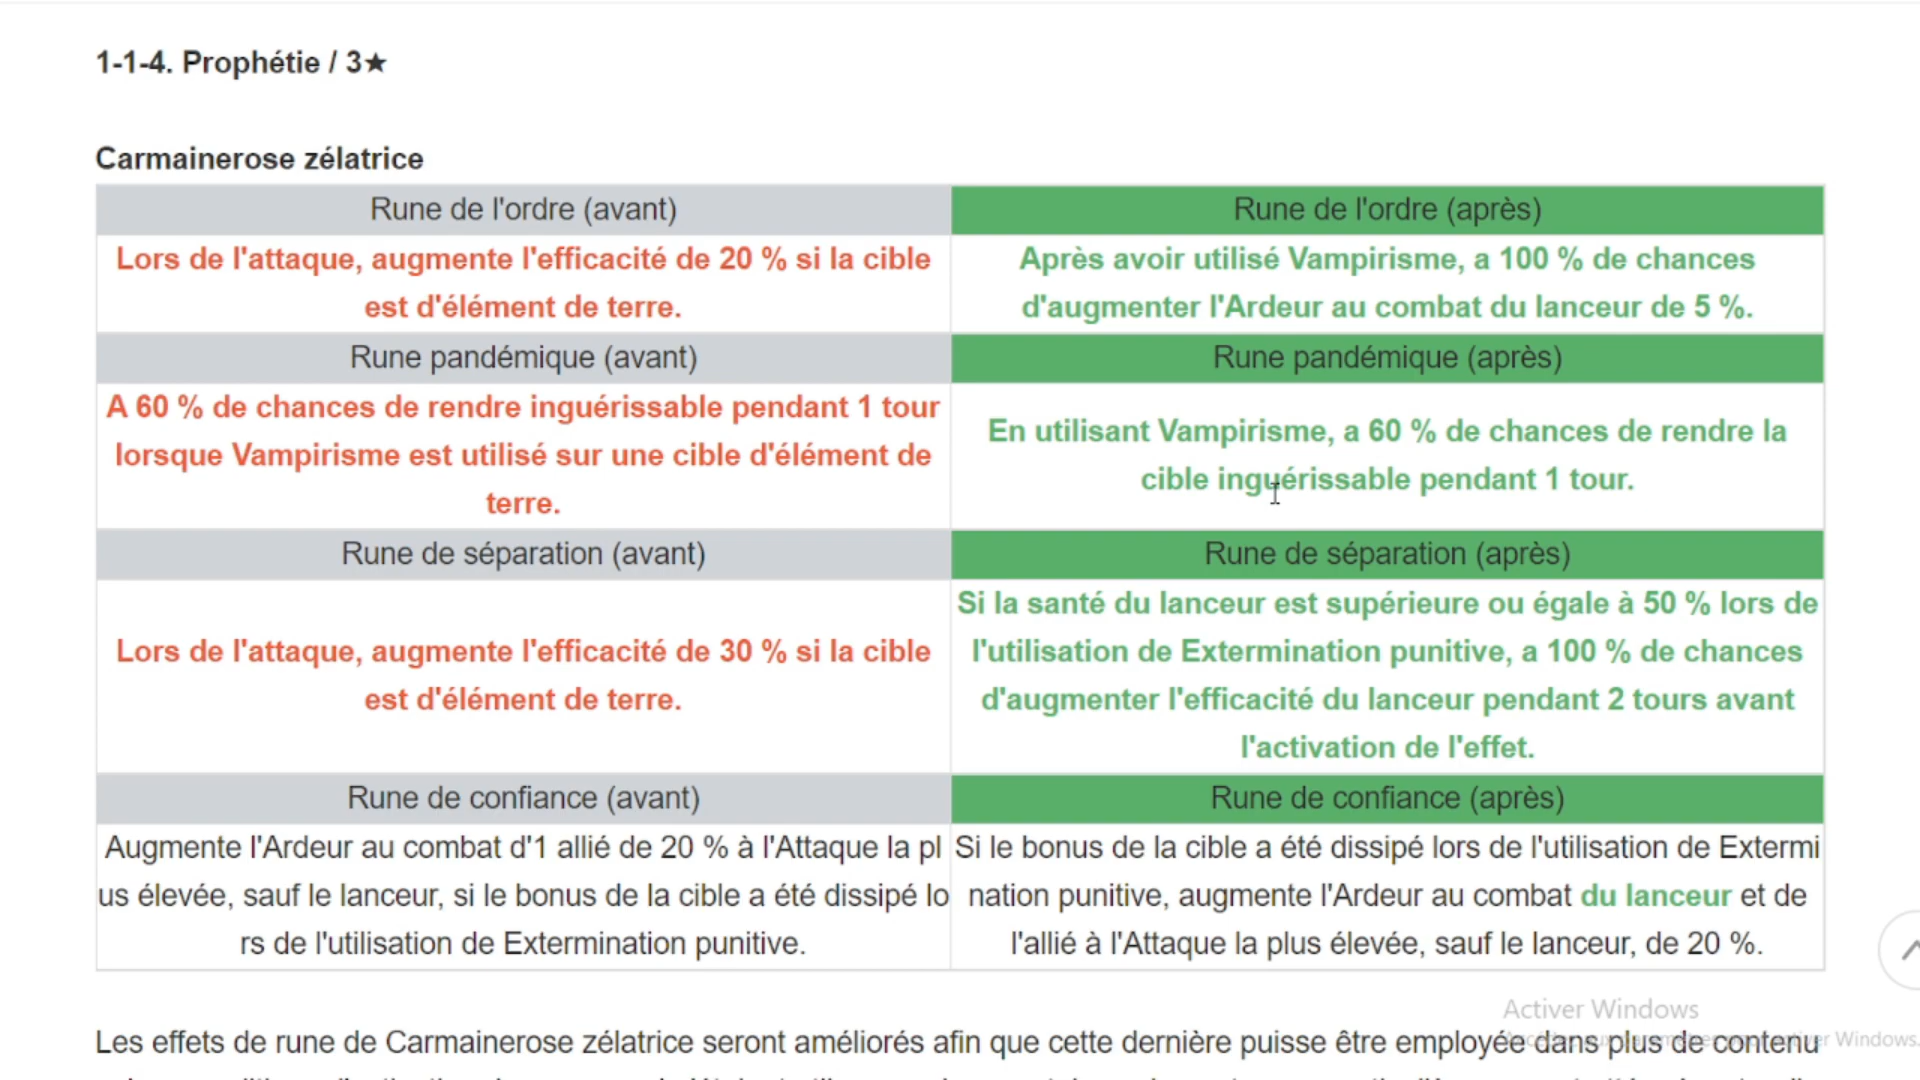 1-1-4. Prophétie / 3★
Carmainerose zélatrice
Rune de l'ordre (avant)
Rune de l'ordre (après)
Lors de l'attaque, augmente l'efficacité de 20 % si la cible
est d'élément de terre.
Après avoir utilisé Vampirisme, a 100 % de chances
d'augmenter l'Ardeur au combat du lanceur de 5 %.
Rune pandémique (avant)
Rune pandémique (après)
A 60 % de chances de rendre inguérissable pendant 1 tour
lorsque Vampirisme est utilisé sur une cible d'élément de
terre.
En utilisant Vampirisme, a 60 % de chances de rendre la
cible inguérissable pendant 1 tour.
Rune de séparation (avant)
Rune de séparation (après)
Lors de l'attaque, augmente l'efficacité de 30 % si la cible
est d'élément de terre.
Si la santé du lanceur est supérieure ou égale à 50 % lors de
l'utilisation de Extermination punitive, a 100 % de chances
d'augmenter l'efficacité du lanceur pendant 2 tours avant
l'activation de l'effet.
Rune de confiance (avant)
Rune de confiance (après)
Augmente l'Ardeur au combat d'1 allié de 20 % à l'Attaque la pl
us élevée, sauf le lanceur, si le bonus de la cible a été dissipé lo
rs de l'utilisation de Extermination punitive.
Si le bonus de la cible a été dissipé lors de l'utilisation de Extermi
nation punitive, augmente l'Ardeur au combat du lanceur et de
l'allié à l'Attaque la plus élevée, sauf le lanceur, de 20 %.
Activer Windows
Les effets de rune de Carmainerose zélatrice seront améliorés afin que cette dernière puisse être employée dans plus de contenu